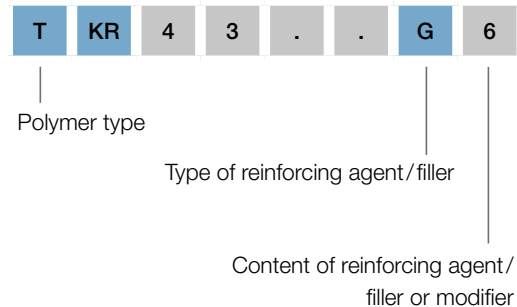 T KR 4 3 . . G 6
Polymer type
Type of reinforcing agent/filler
Content of reinforcing agent/
filler or modifier